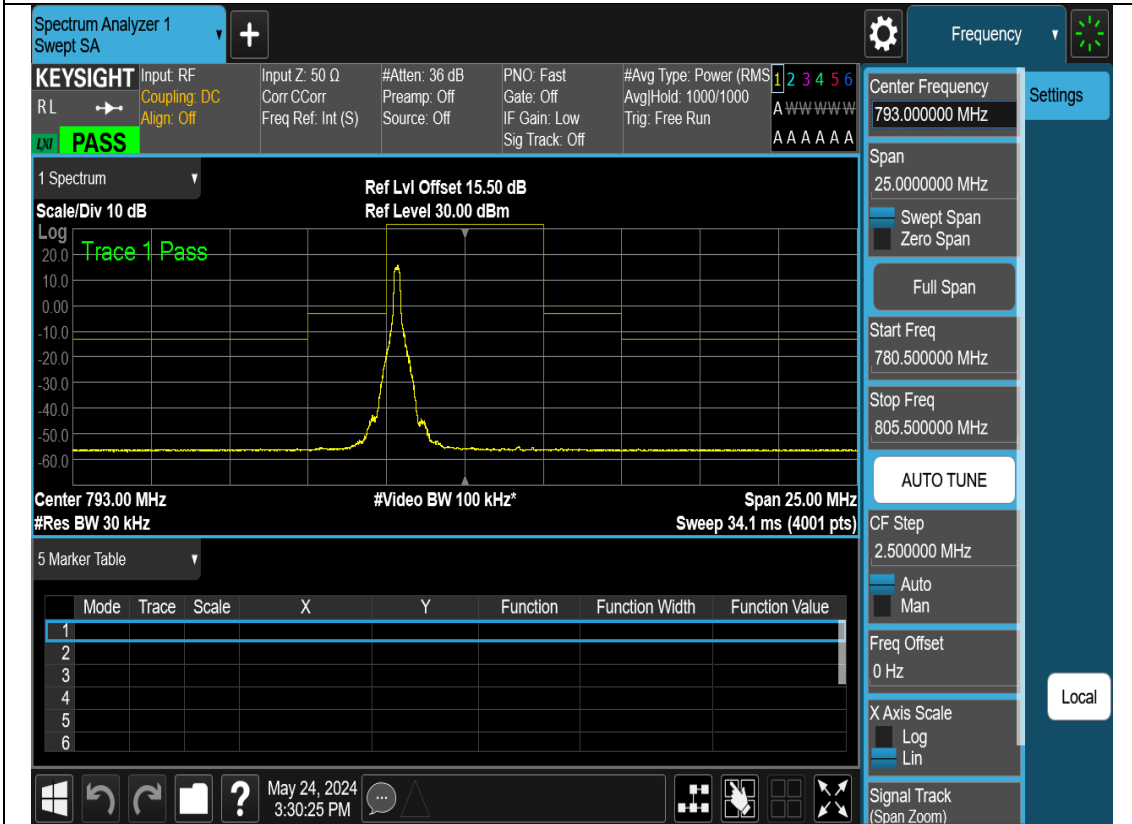 Spectrum Analyzer 1
Swept SA
+
Frequency
KEYSIGHT
RL
LXI
PASS
Input: RF
Coupling: DC
Align: Off
Input Z: 50 Ω
Corr CCorr
Freq Ref: Int (S)
#Atten: 36 dB
Preamp: Off
Source: Off
PNO: Fast
Gate: Off
IF Gain: Low
Sig Track: Off
#Avg Type: Power (RMS
Avg|Hold: 1000/1000
Trig: Free Run
1 2 3 4 5 6
A W W W W W
A A A A A A
1 Spectrum
Scale/Div 10 dB
Ref Lvl Offset 15.50 dB
Ref Level 30.00 dBm
Log
Trace 1 Pass
20.0
10.0
0.00
-10.0
-20.0
-30.0
-40.0
-50.0
-60.0
Center 793.00 MHz
#Video BW 100 kHz*
Span 25.00 MHz
#Res BW 30 kHz
Sweep 34.1 ms (4001 pts)
5 Marker Table
Mode Trace Scale X Y Function Function Width Function Value
1
2
3
4
5
6
May 24, 2024
3:30:25 PM
?
Center Frequency
793.000000 MHz
Settings
Span
25.0000000 MHz
Swept Span
Zero Span
Full Span
Start Freq
780.500000 MHz
Stop Freq
805.500000 MHz
AUTO TUNE
CF Step
2.500000 MHz
Auto
Man
Freq Offset
0 Hz
X Axis Scale
Log
Lin
Signal Track
(Span Zoom)
Local